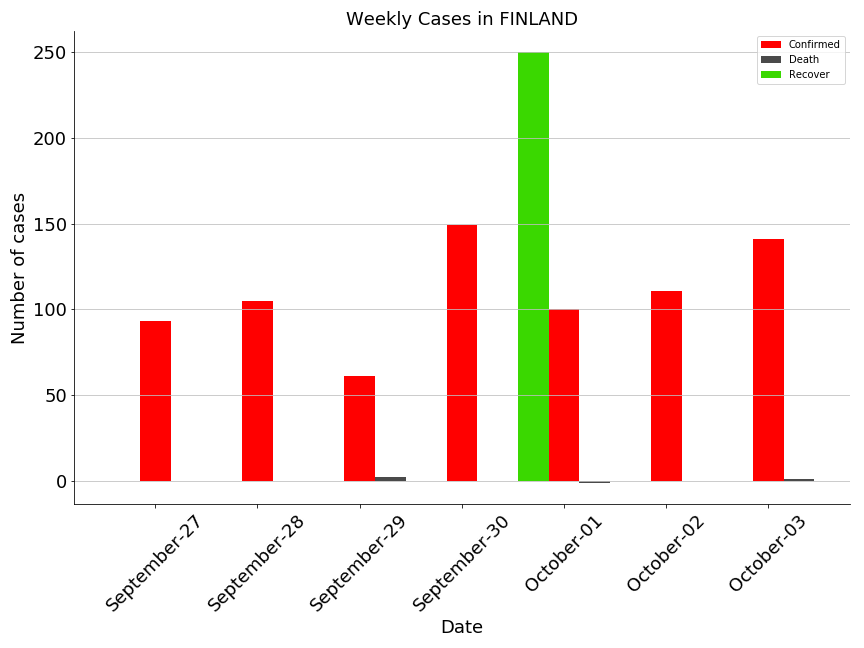 Weekly Cases in FINLAND
Confirmed
Death
Recover
Number of cases
250
200
150
100
50
0
September-27
September-28
September-29
September-30
October-01
October-02
October-03
Date